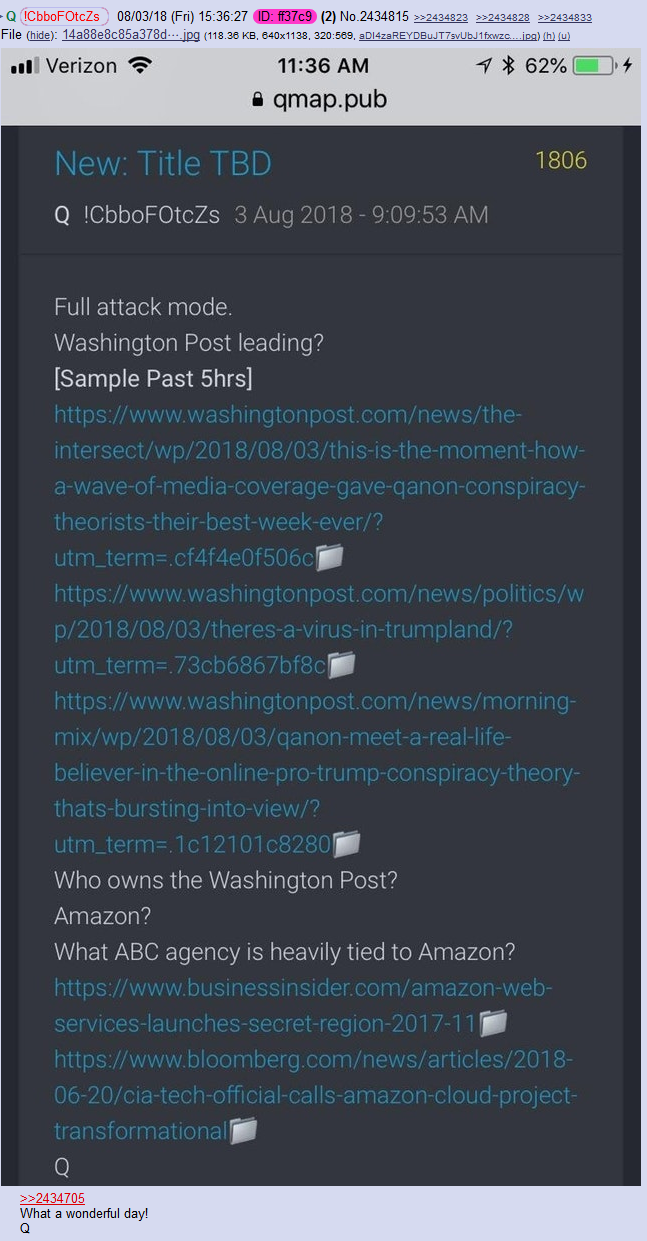 Q !CbboFOtcZs 08/03/18 (Fri) 15:36:27 ID: ff37c9 (2) No.2434815 >>2434823 >>2434828 >>2434833
File (hide): 14a88e8c85a378d⋯.jpg (118.36 KB, 640x1138, 320:569, aDI4zaREYDBuJT7svUbJ1fxwzc....jpg) (h) (u)
Verizon 11:36 AM 62%
qmap.pub
New: Title TBD 1806
Q !CbboFOtcZs 3 Aug 2018 - 9:09:53 AM
Full attack mode.
Washington Post leading?
[Sample Past 5hrs]
https://www.washingtonpost.com/news/the-
intersect/wp/2018/08/03/this-is-the-moment-how-
a-wave-of-media-coverage-gave-qanon-conspiracy-
theorists-their-best-week-ever/?
utm_term=.cf4f4e0f506c
https://www.washingtonpost.com/news/politics/w
p/2018/08/03/theres-a-virus-in-trumpland/?
utm_term=.73cb6867bf8c
https://www.washingtonpost.com/news/morning-
mix/wp/2018/08/03/qanon-meet-a-real-life-
believer-in-the-online-pro-trump-conspiracy-theory-
thats-bursting-into-view/?
utm_term=.1c12101c8280
Who owns the Washington Post?
Amazon?
What ABC agency is heavily tied to Amazon?
https://www.businessinsider.com/amazon-web-
services-launches-secret-region-2017-11
https://www.bloomberg.com/news/articles/2018-
06-20/cia-tech-official-calls-amazon-cloud-project-
transformational
Q
>>2434705
What a wonderful day!
Q